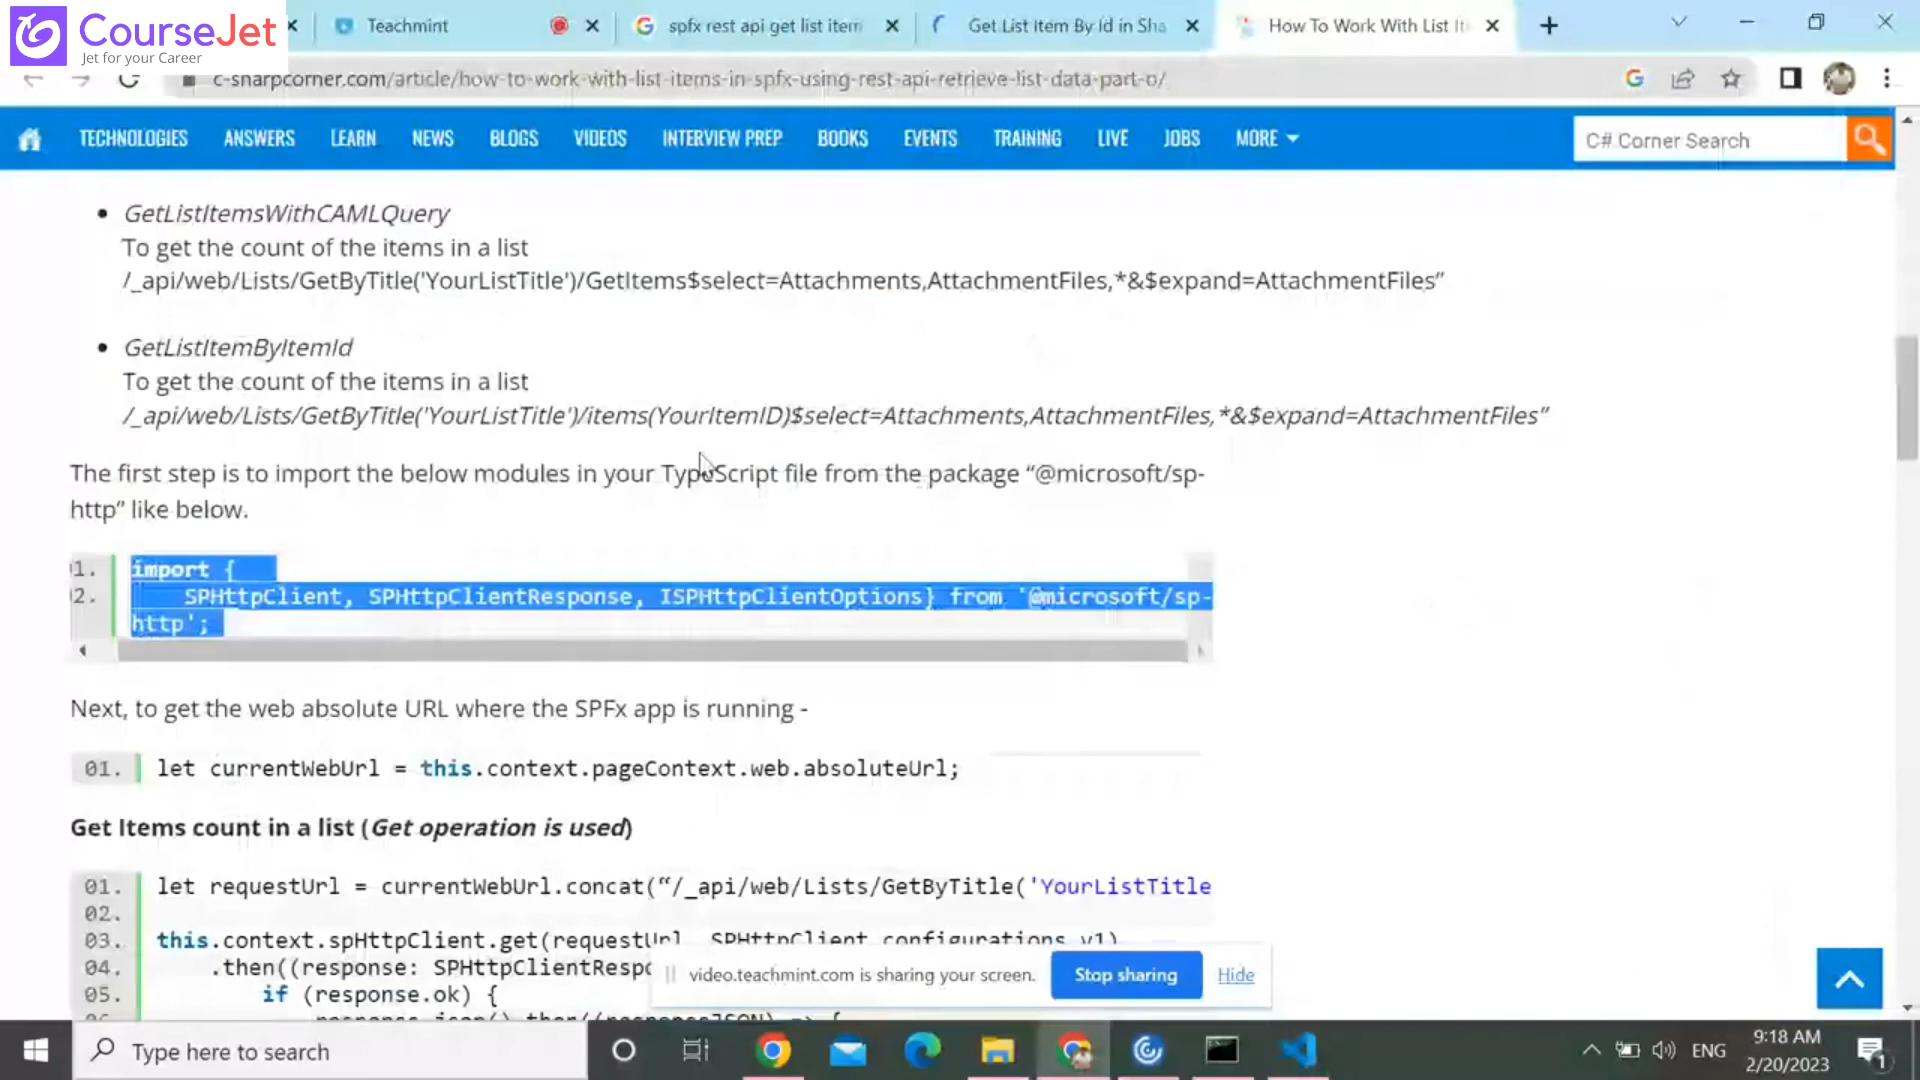 CourseJet
Jet for your Career
Teachmint
spfx rest api get list item
Get List Item By Id in Sha
How To Work With List It
c-sharpcorner.com/article/how-to-work-with-list-items-in-spfx-using-rest-api-retrieve-list-data-part-o/
TECHNOLOGIES ANSWERS LEARN NEWS BLOGS VIDEOS INTERVIEW PREP BOOKS EVENTS TRAINING LIVE JOBS MORE
C# Corner Search
• GetListItemsWithCAMLQuery
To get the count of the items in a list
/_api/web/Lists/GetByTitle('YourListTitle')/GetItems$select=Attachments,AttachmentFiles,*&$expand=AttachmentFiles”
• GetListItemByItemId
To get the count of the items in a list
/_api/web/Lists/GetByTitle('YourListTitle')/items(YourItemID)$select=Attachments,AttachmentFiles,*&$expand=AttachmentFiles”
The first step is to import the below modules in your TypeScript file from the package “@microsoft/sp-
http” like below.
01. import {
02. SPHttpClient, SPHttpClientResponse, ISPHttpClientOptions} from '@microsoft/sp-
http';
Next, to get the web absolute URL where the SPFx app is running -
01. let currentWebUrl = this.context.pageContext.web.absoluteUrl;
Get Items count in a list (Get operation is used)
01. let requestUrl = currentWebUrl.concat(“/_api/web/Lists/GetByTitle('YourListTitle
02.
03. this.context.spHttpClient.get(requestUrl, SPHttpClient.configurations.v1)
04. .then((response: SPHttpClientRespo
05. if (response.ok) {
06. response.json().then((responseJSON) => {
video.teachmint.com is sharing your screen. Stop sharing Hide
Type here to search
ENG
9:18 AM
2/20/2023
1